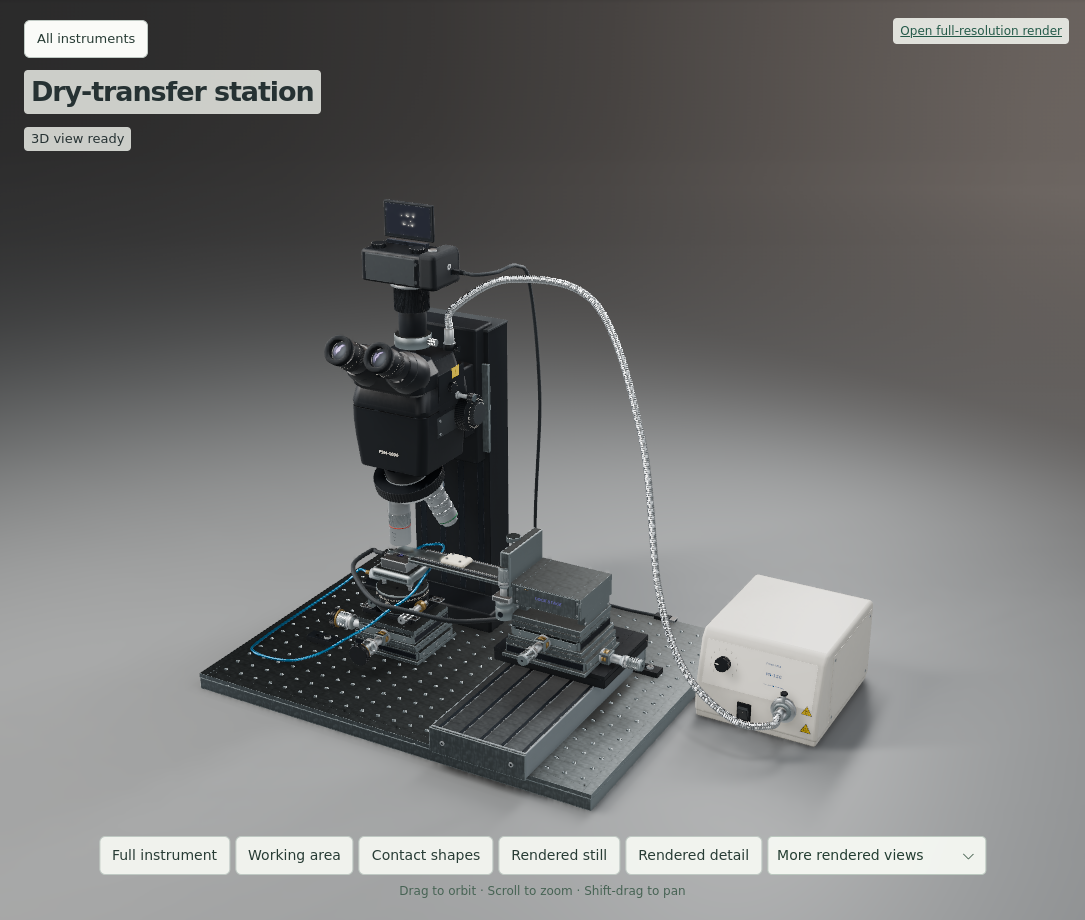 All instruments
Open full-resolution render
Dry-transfer station
3D view ready
Full instrument
Working area
Contact shapes
Rendered still
Rendered detail
More rendered views
Drag to orbit · Scroll to zoom · Shift-drag to pan